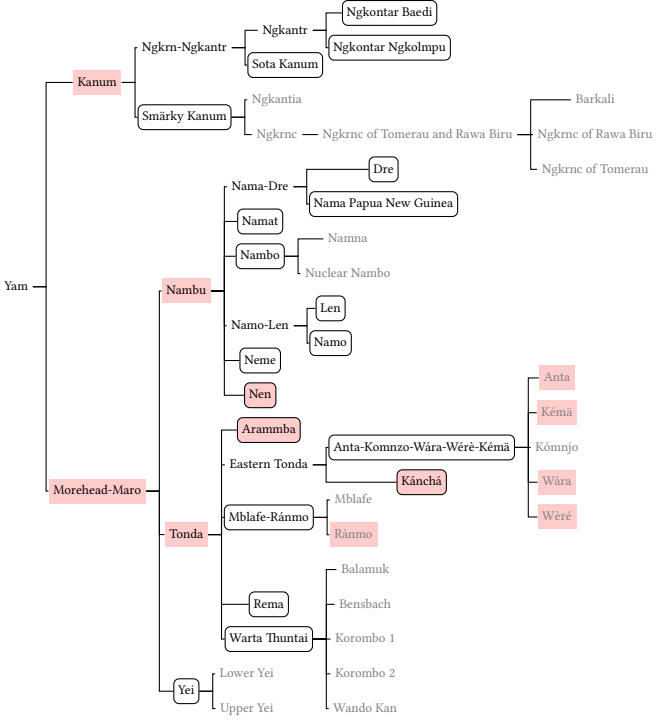 Ngkontar Baedi
Ngkantr
Ngkrn-Ngkantr
Ngkontar Ngkolmpu
Sota Kanum
Kanum
Ngkantia
Barkali
Smärky Kanum
Ngkrnc
Ngkrnc of Tomerau and Rawa Biru
Ngkrnc of Rawa Biru
Ngkrnc of Tomerau
Dre
Nama-Dre
Nama Papua New Guinea
Namat
Namna
Nambo
Nuclear Nambo
Yam
Nambu
Len
Namo-Len
Namo
Neme
Nen
Anta
Kémä
Arammba
Anta-Komnzo-Wára-Wérè-Kémä
Kómnjo
Eastern Tonda
Kánchá
Wára
Morehead-Maro
Mblafe
Mblafe-Ránmo
Wèré
Tonda
Ránmo
Balamuk
Rema
Bensbach
Warta Thuntai
Korombo 1
Lower Yei
Korombo 2
Yei
Upper Yei
Wando Kan